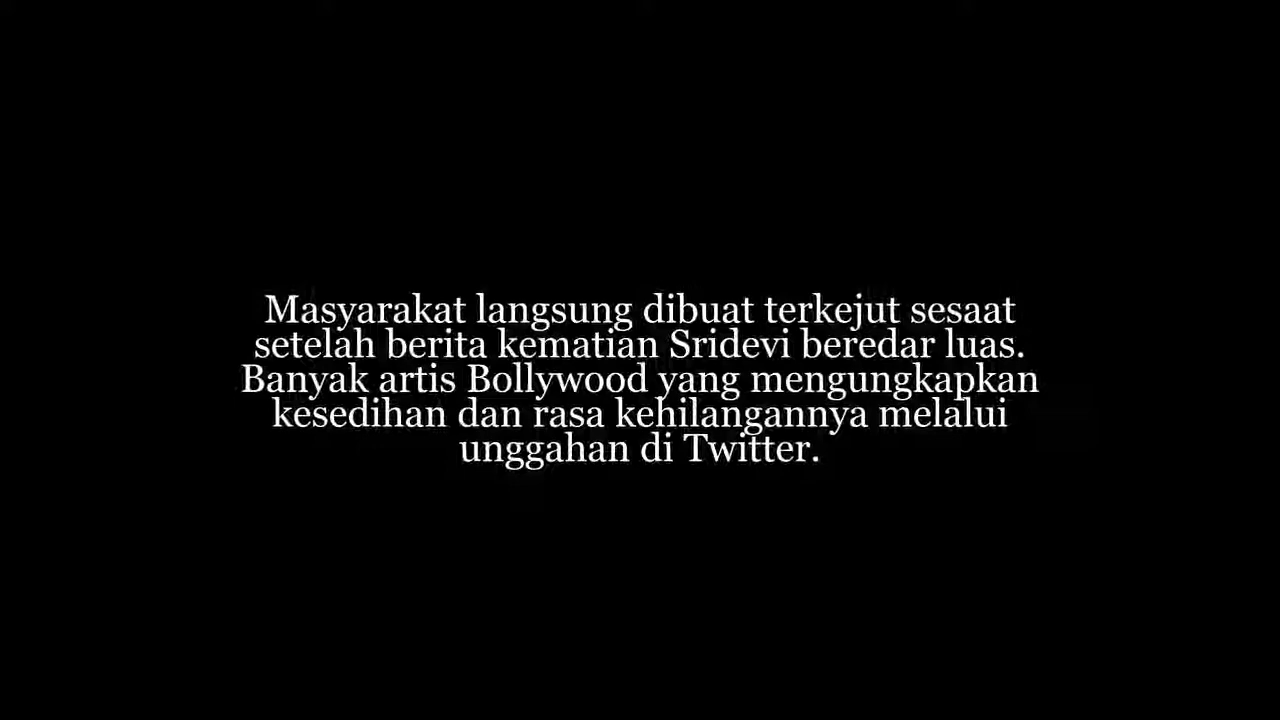 Masyarakat langsung dibuat terkejut sesaat
setelah berita kematian Sridevi beredar luas.
Banyak artis Bollywood yang mengungkapkan
kesedihan dan rasa kehilangannya melalui
unggahan di Twitter.